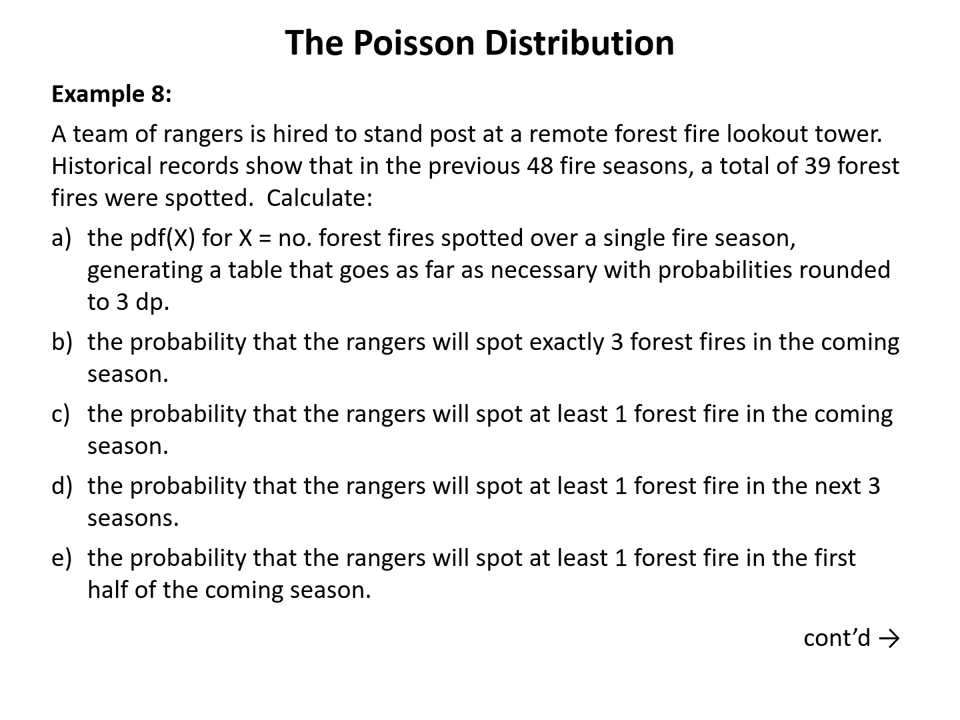 The Poisson Distribution
Example 8:
A team of rangers is hired to stand post at a remote forest fire lookout tower.
Historical records show that in the previous 48 fire seasons, a total of 39 forest
fires were spotted.  Calculate:
a) the pdf(X) for X = no. forest fires spotted over a single fire season,
generating a table that goes as far as necessary with probabilities rounded
to 3 dp.
b) the probability that the rangers will spot exactly 3 forest fires in the coming
season.
c) the probability that the rangers will spot at least 1 forest fire in the coming
season.
d) the probability that the rangers will spot at least 1 forest fire in the next 3
seasons.
e) the probability that the rangers will spot at least 1 forest fire in the first
half of the coming season.
cont’d →